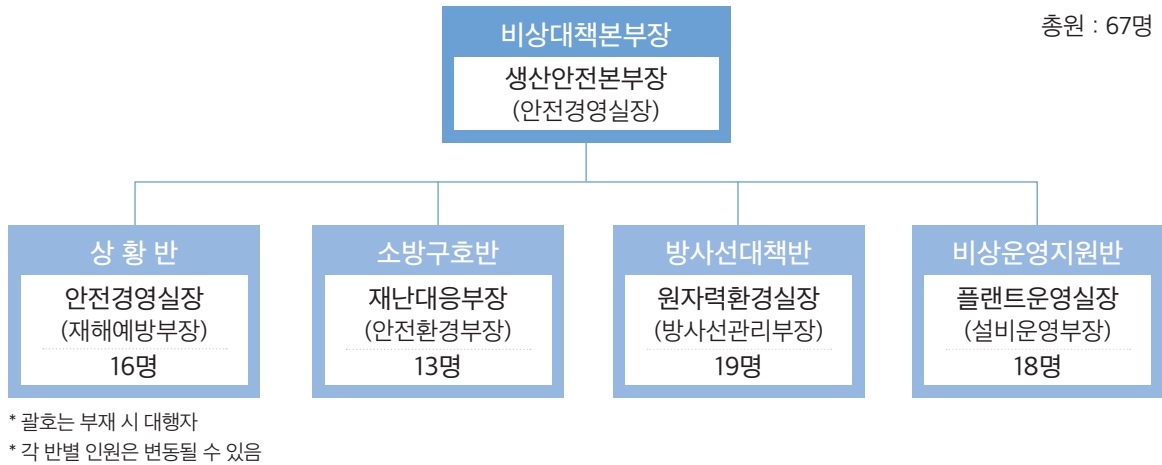 총원 : 67명
비상대책본부장
생산안전본부장
(안전경영실장)
상 황 반
안전경영실장
(재해예방부장)
16명
소방구호반
재난대응부장
(안전환경부장)
13명
방사선대책반
원자력환경실장
(방사선관리부장)
19명
비상운영지원반
플랜트운영실장
(설비운영부장)
18명
* 괄호는 부재 시 대행자
* 각 반별 인원은 변동될 수 있음